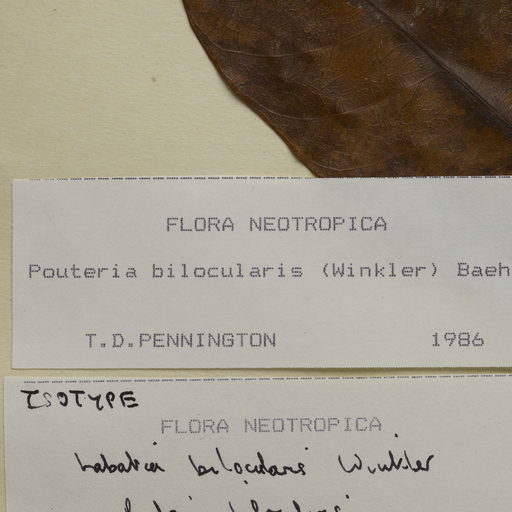 FLORA NEOTROPICA
Pouteria bilocularis (Winkler) Baeh
T.D.PENNINGTON 1986
ISOTYPE
FLORA NEOTROPICA
Labatia bilocularis Winkler